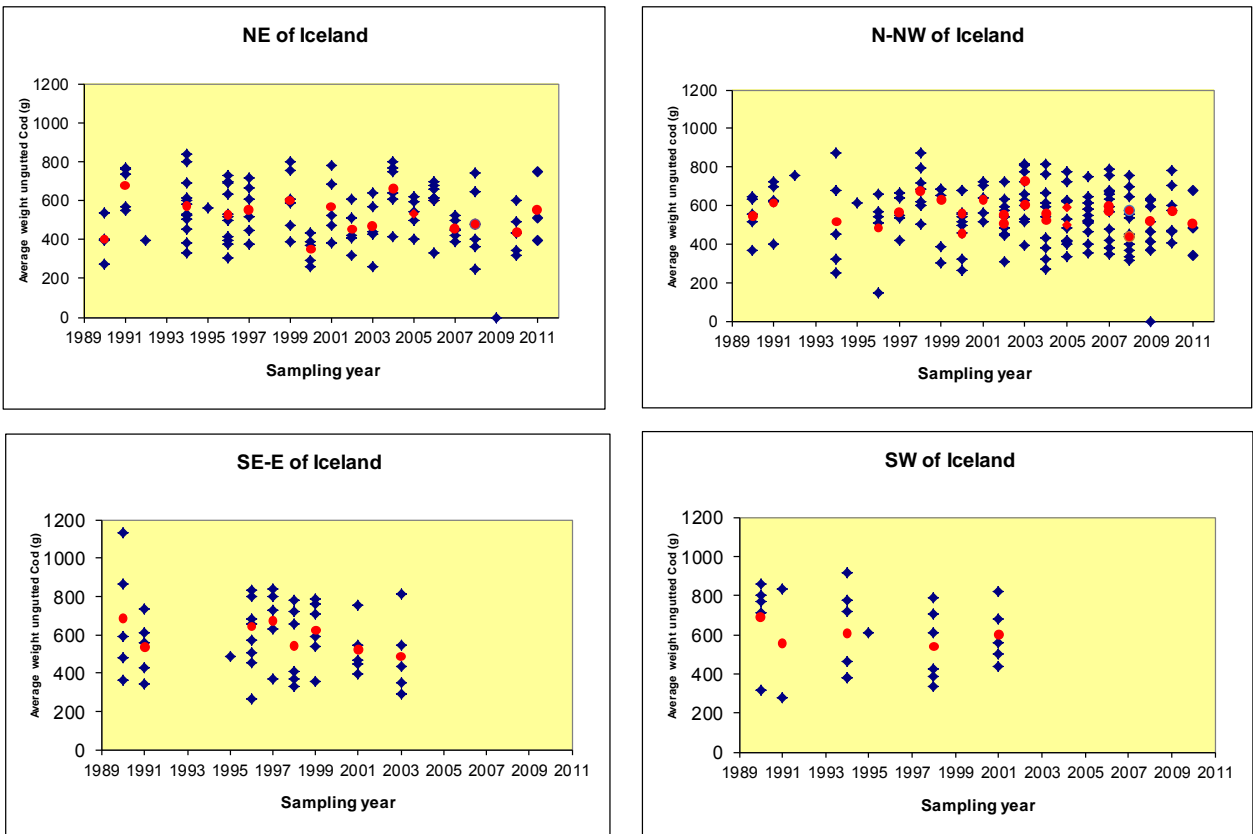 NE of Iceland
Average weight ungutted Cod (g)
1200
1000
800
600
400
200
0
1989 1991 1993 1995 1997 1999 2001 2003 2005 2007 2009 2011
Sampling year
N-NW of Iceland
Average weight ungutted Cod (g)
1200
1000
800
600
400
200
0
1989 1991 1993 1995 1997 1999 2001 2003 2005 2007 2009 2011
Sampling year
SE-E of Iceland
Average weight ungutted Cod (g)
1200
1000
800
600
400
200
0
1989 1991 1993 1995 1997 1999 2001 2003 2005 2007 2009 2011
Sampling year
SW of Iceland
Average weight ungutted Cod (g)
1200
1000
800
600
400
200
0
1989 1991 1993 1995 1997 1999 2001 2003 2005 2007 2009 2011
Sampling year